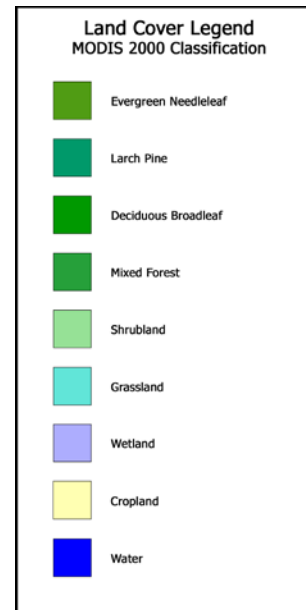 Land Cover Legend
MODIS 2000 Classification
Evergreen Needleleaf
Larch Pine
Deciduous Broadleaf
Mixed Forest
Shrubland
Grassland
Wetland
Cropland
Water